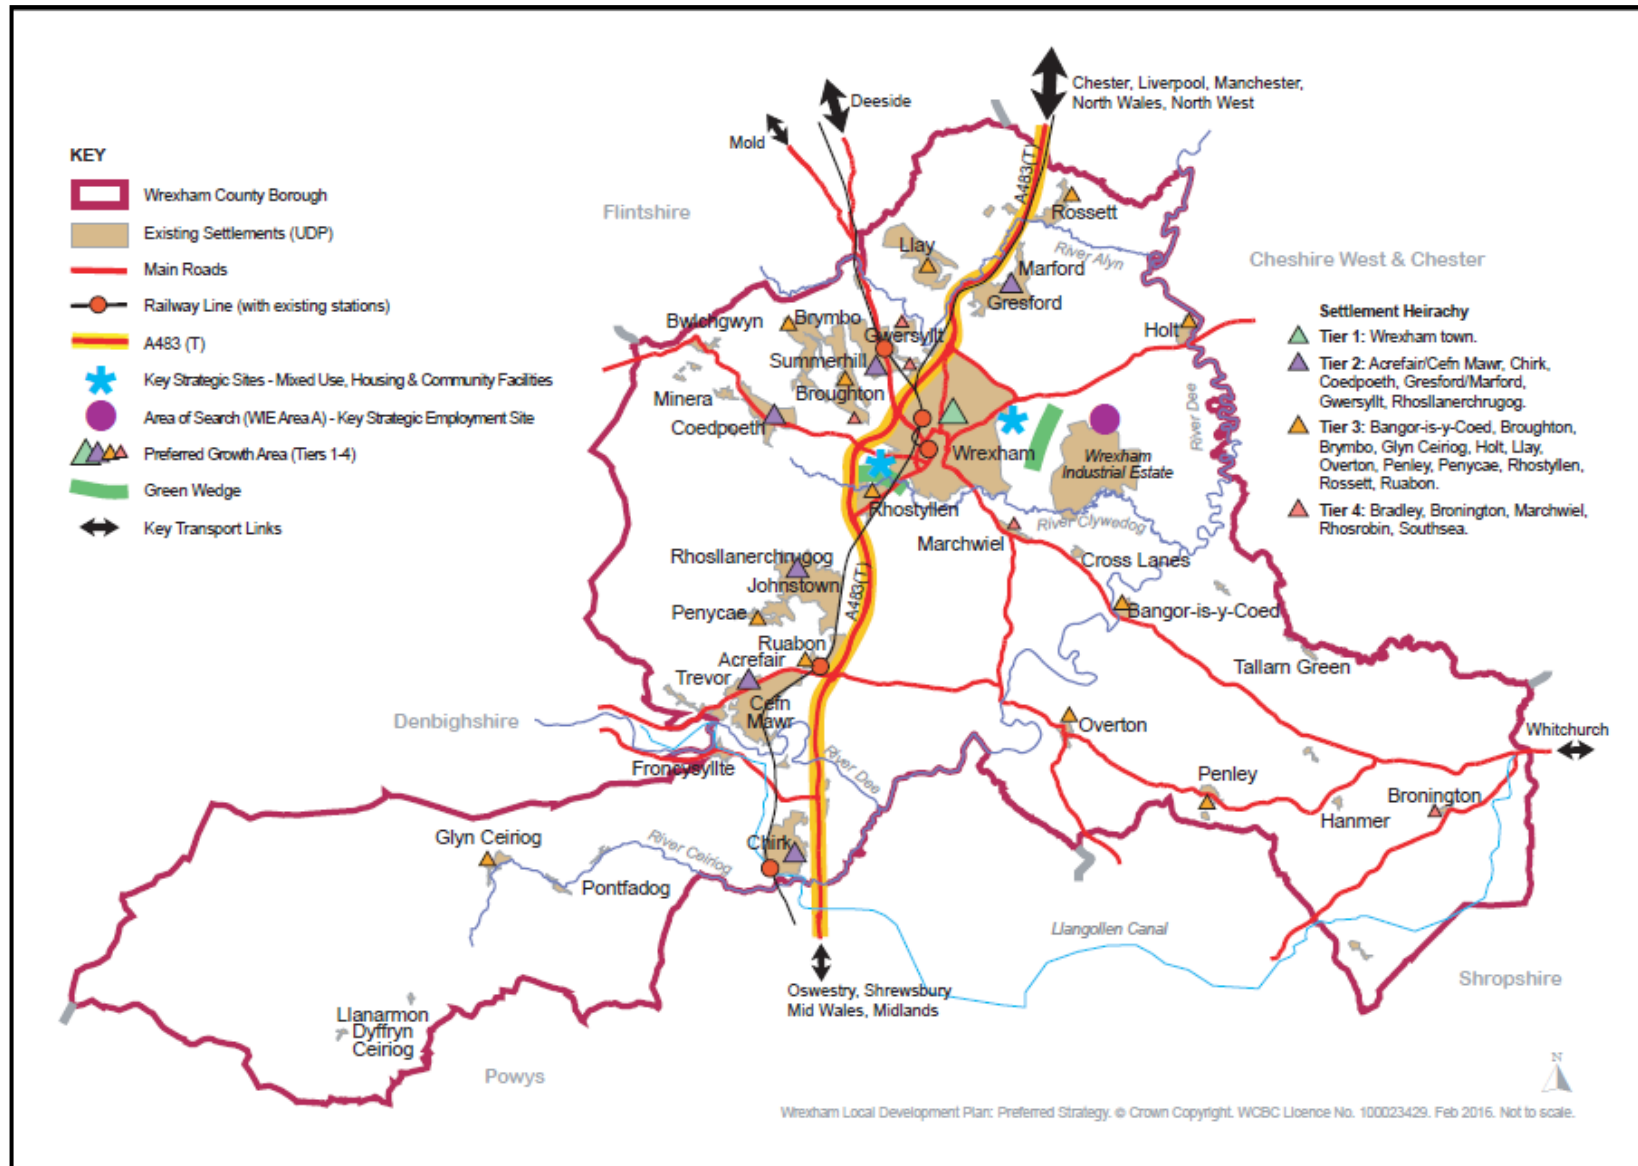 Chester, Liverpool, Manchester,
North Wales, North West
Deeside
Mold
KEY
Wrexham County Borough
Existing Settlements (UDP)
Main Roads
Railway Line (with existing stations)
A483 (T)
Key Strategic Sites - Mixed Use, Housing & Community Facilities
Area of Search (WIE Area A) - Key Strategic Employment Site
Preferred Growth Area (Tiers 1-4)
Green Wedge
Key Transport Links
Flintshire
Cheshire West & Chester
Denbighshire
Shropshire
Powys
Settlement Heirachy
Tier 1: Wrexham town.
Tier 2: Acrefair/Cefn Mawr, Chirk,
Coedpoeth, Gresford/Marford,
Gwersyllt, Rhosllanerchrugog.
Tier 3: Bangor-is-y-Coed, Broughton,
Brymbo, Glyn Ceiriog, Holt, Llay,
Overton, Penley, Penycae, Rhostyllen,
Rossett, Ruabon.
Tier 4: Bradley, Bronington, Marchwiel,
Rhosrobin, Southsea.
A483(T)
Rossett
Llay
River Alyn
Marford
Gresford
Bwlchgwyn
Brymbo
Gwersyllt
Holt
Summerhill
Minera
Broughton
River Dee
Coedpoeth
Wrexham
Wrexham
Industrial Estate
Rhostyllen
River Clywedog
Marchwiel
Cross Lanes
Rhosllanerchrugog
Johnstown
A483(T)
Penycae
Bangor-is-y-Coed
Ruabon
Acrefair
Trevor
Tallarn Green
Cefn
Mawr
Overton
Whitchurch
Froncysyllte
River Dee
Penley
Bronington
Hanmer
Glyn Ceiriog
River Ceiriog
Chirk
Pontfadog
Llangollen Canal
Oswestry, Shrewsbury
Mid Wales, Midlands
Llanarmon
Dyffryn
Ceiriog
N
Wrexham Local Development Plan: Preferred Strategy. © Crown Copyright. WCBC Licence No. 100023429. Feb 2016. Not to scale.